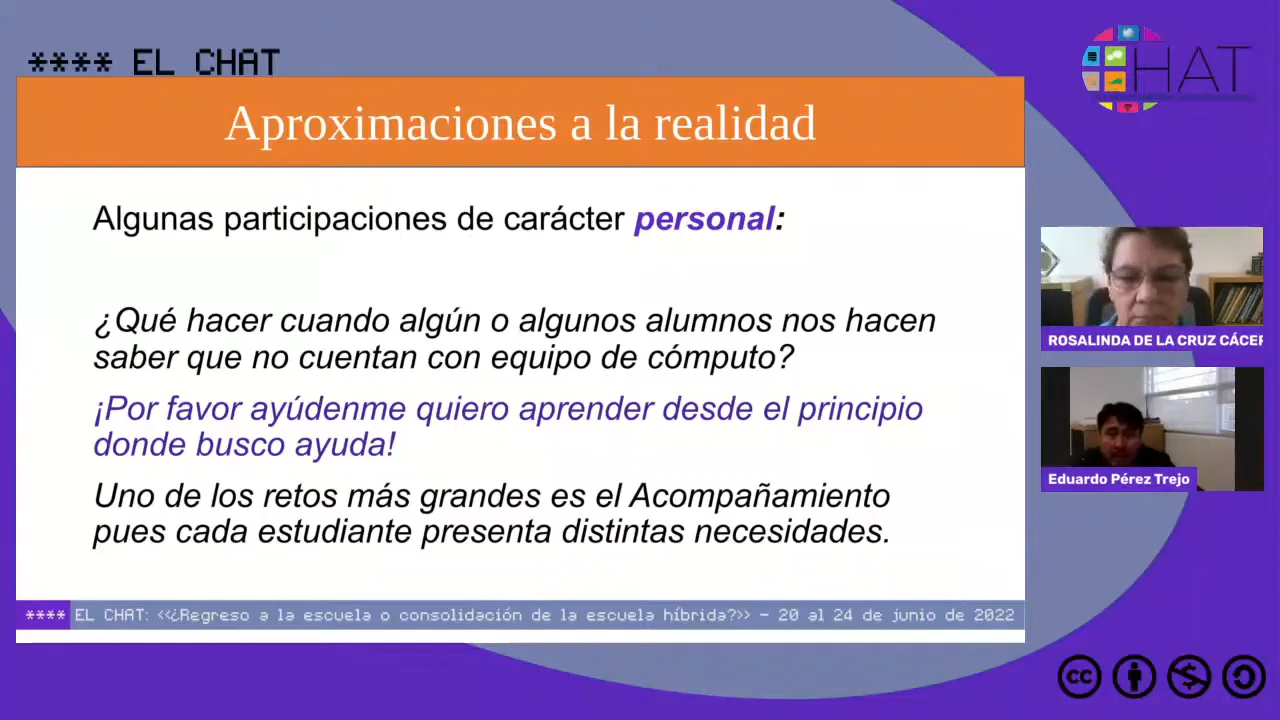 **** EL CHAT
HAT
Aproximaciones a la realidad
Algunas participaciones de carácter personal:
¿Qué hacer cuando algún o algunos alumnos nos hacen
saber que no cuentan con equipo de cómputo?
¡Por favor ayúdenme quiero aprender desde el principio
donde busco ayuda!
Uno de los retos más grandes es el Acompañamiento
pues cada estudiante presenta distintas necesidades.
ROSALINDA DE LA CRUZ CÁCER
Eduardo Pérez Trejo
**** EL CHAT: <<¿Regreso a la escuela o consolidación de la escuela híbrida?>> – 20 al 24 de junio de 2022
cc